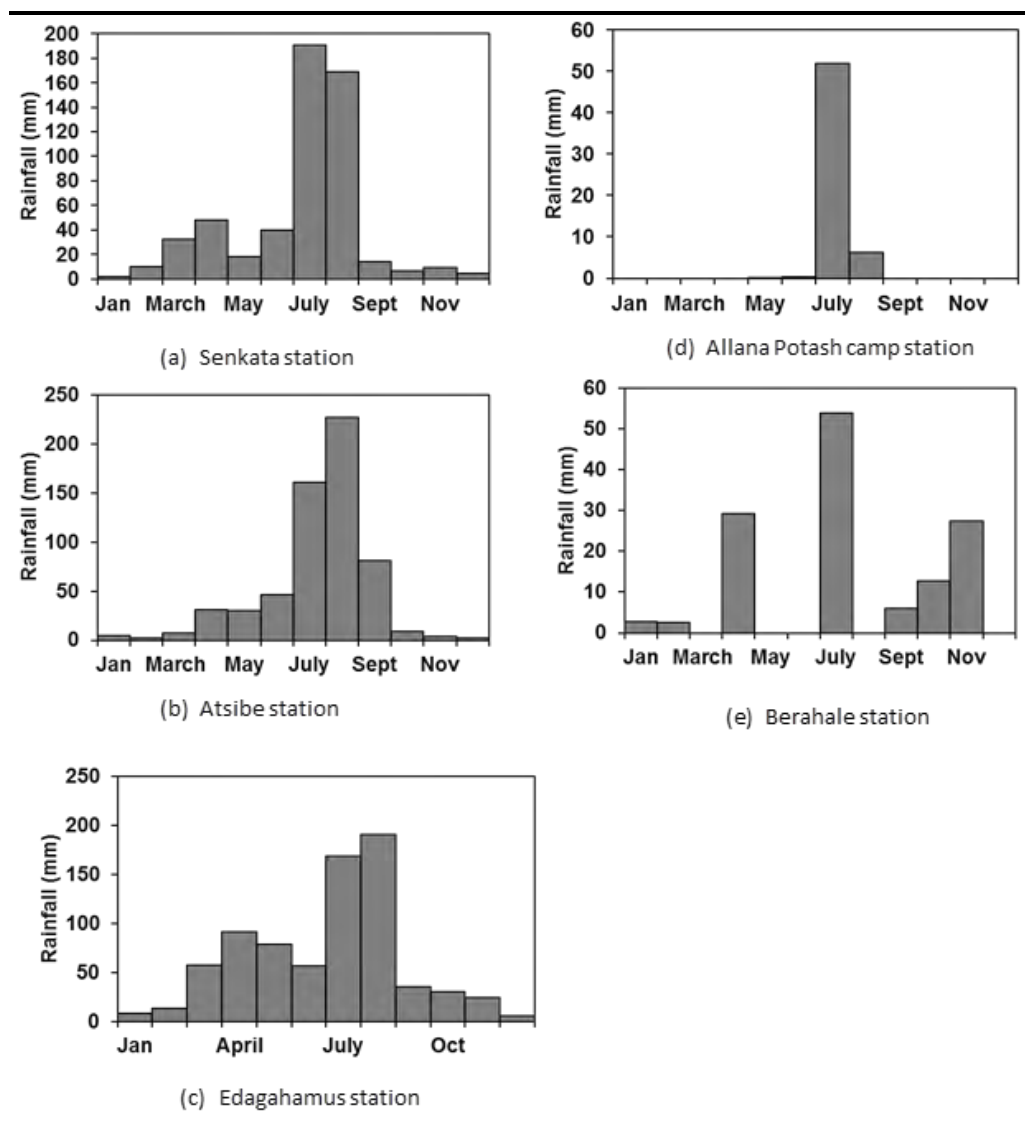 200
180
160
140
120
100
80
60
40
20
0
Rainfall (mm)
Jan March May July Sept Nov
(a) Senkata station
60
50
40
30
20
10
0
Rainfall (mm)
Jan March May July Sept Nov
(d) Allana Potash camp station
250
200
150
100
50
0
Rainfall (mm)
Jan March May July Sept Nov
(b) Atsibe station
60
50
40
30
20
10
0
Rainfall (mm)
Jan March May July Sept Nov
(e) Berahale station
250
200
150
100
50
0
Rainfall (mm)
Jan April July Oct
(c) Edagahamus station